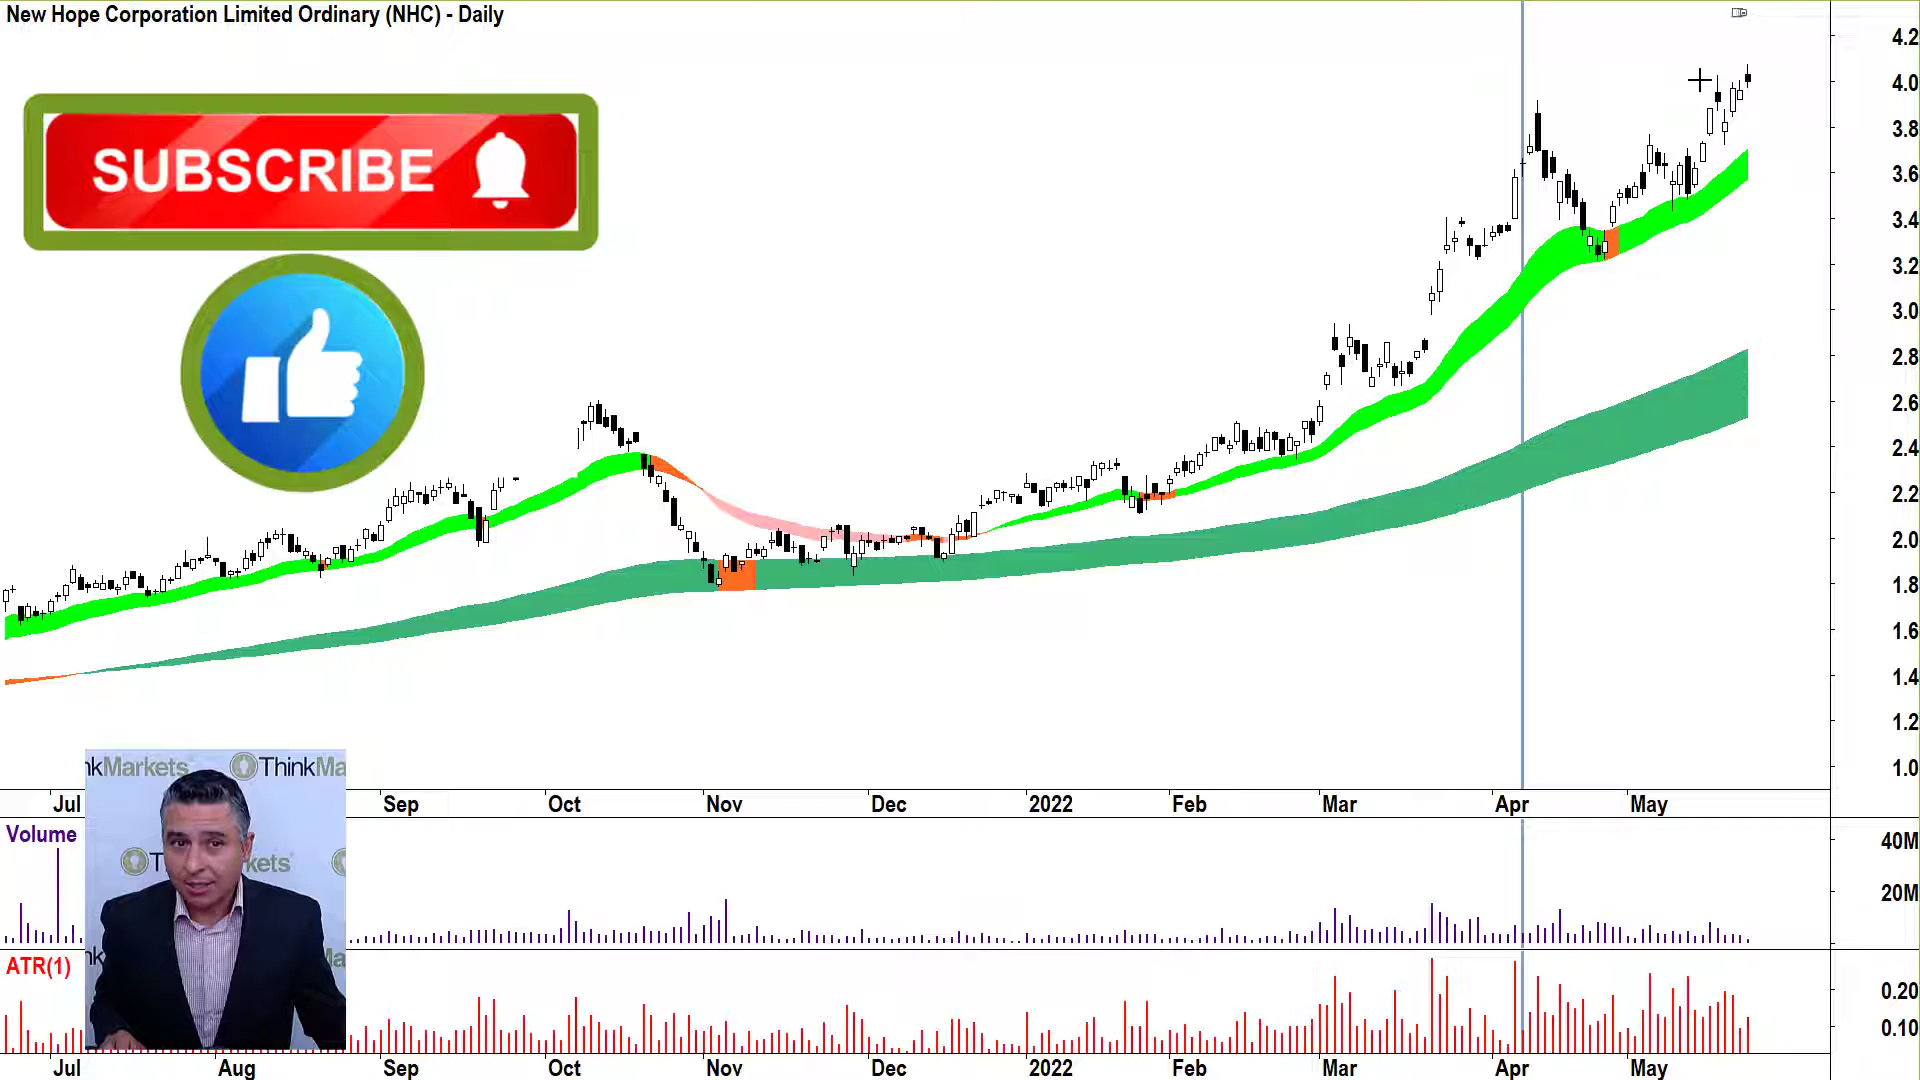 New Hope Corporation Limited Ordinary (NHC) - Daily
SUBSCRIBE
4.2
4.0
3.8
3.6
3.4
3.2
3.0
2.8
2.6
2.4
2.2
2.0
1.8
1.6
1.4
1.2
1.0
Jul Sep Oct Nov Dec 2022 Feb Mar Apr May
nkMarkets ThinkMa
Volume
40M
20M
T kets
ATR(1)
0.20
0.10
Jul Aug Sep Oct Nov Dec 2022 Feb Mar Apr May